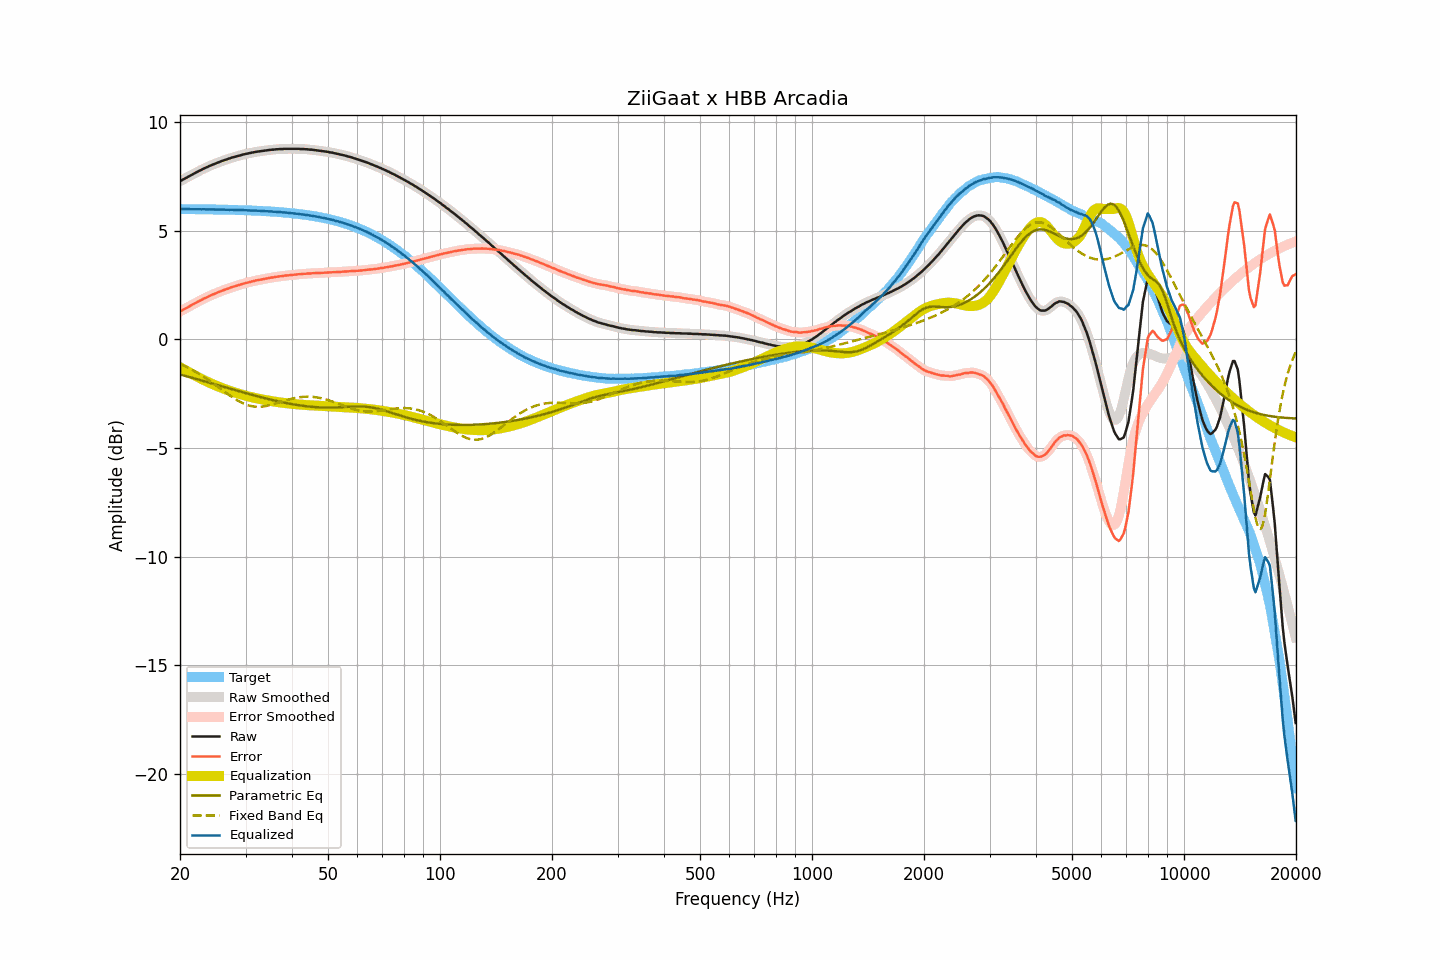 ZiiGaat x HBB Arcadia
Amplitude (dBr)
10
5
0
−5
−10
−15
−20
Target
Raw Smoothed
Error Smoothed
Raw
Error
Equalization
Parametric Eq
Fixed Band Eq
Equalized
20 50 100 200 500 1000 2000 5000 10000 20000
Frequency (Hz)